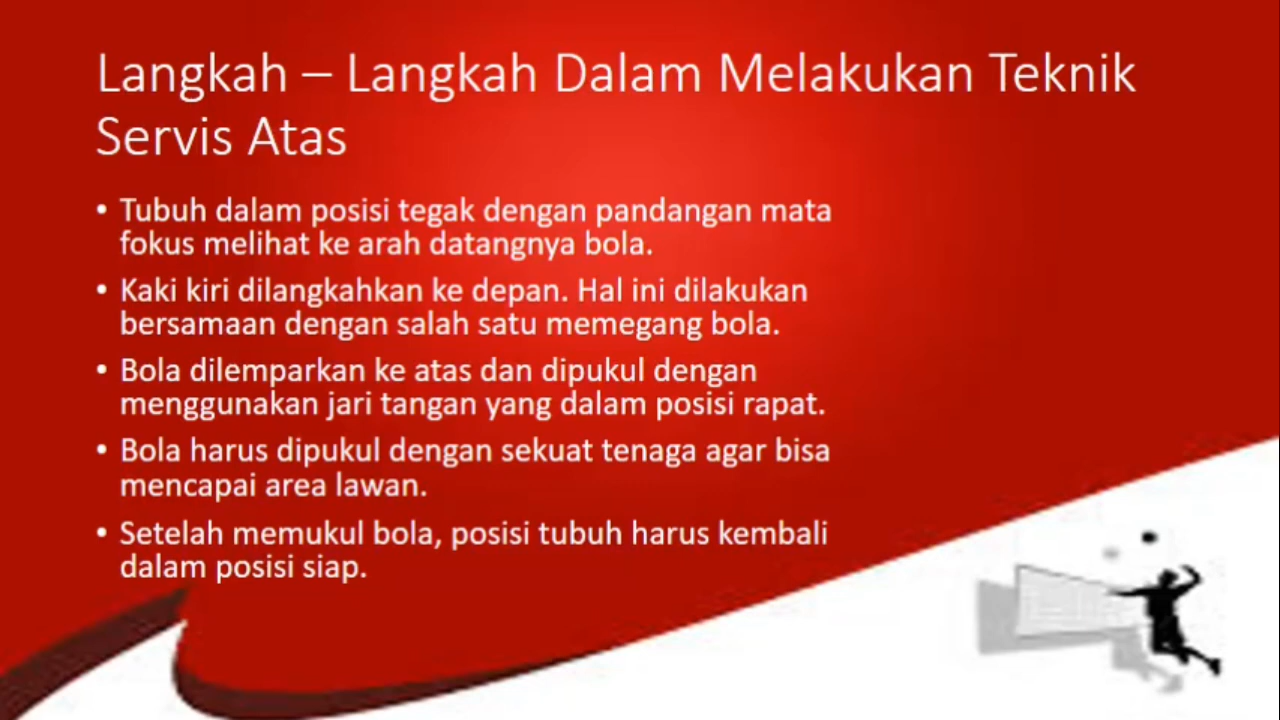 Langkah – Langkah Dalam Melakukan Teknik
Servis Atas
• Tubuh dalam posisi tegak dengan pandangan mata
fokus melihat ke arah datangnya bola.
• Kaki kiri dilangkahkan ke depan. Hal ini dilakukan
bersamaan dengan salah satu memegang bola.
• Bola dilemparkan ke atas dan dipukul dengan
menggunakan jari tangan yang dalam posisi rapat.
• Bola harus dipukul dengan sekuat tenaga agar bisa
mencapai area lawan.
• Setelah memukul bola, posisi tubuh harus kembali
dalam posisi siap.